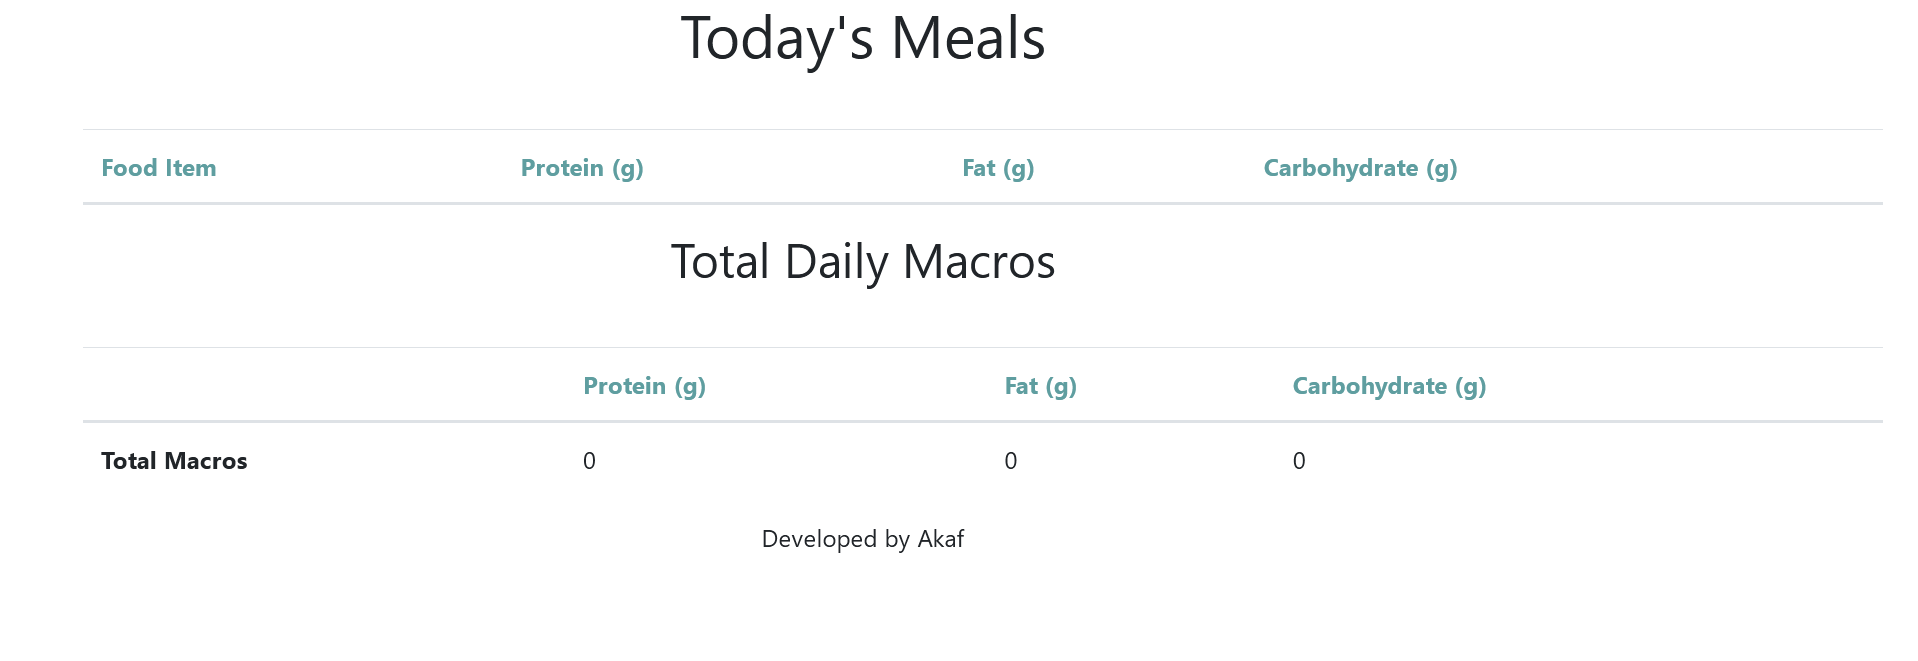 Today's Meals
Food Item Protein (g) Fat (g) Carbohydrate (g)
Total Daily Macros
Protein (g) Fat (g) Carbohydrate (g)
Total Macros 0 0 0
Developed by Akaf